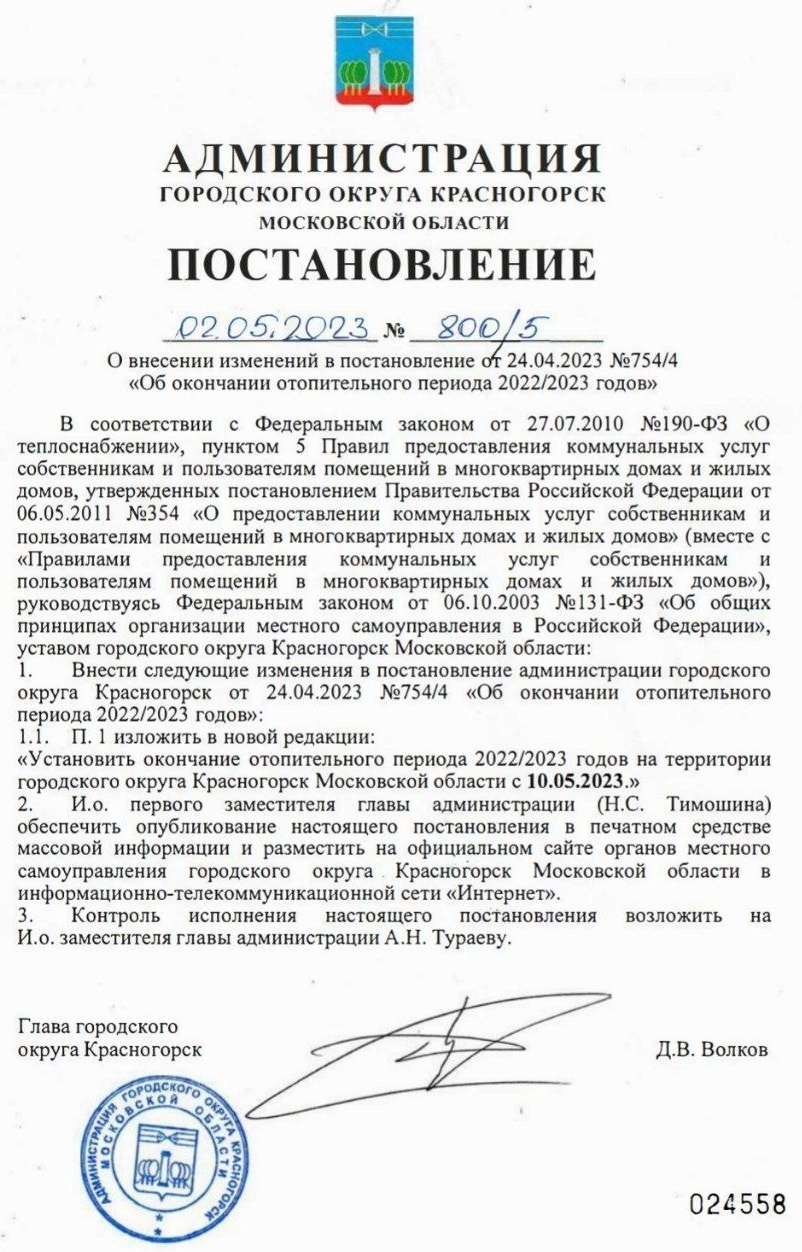 АДМИНИСТРАЦИЯ
ГОРОДСКОГО ОКРУГА КРАСНОГОРСК
МОСКОВСКОЙ ОБЛАСТИ
ПОСТАНОВЛЕНИЕ
02.05.2023 № 800/5
О внесении изменений в постановление от 24.04.2023 №754/4
«Об окончании отопительного периода 2022/2023 годов»
В соответствии с Федеральным законом от 27.07.2010 №190-ФЗ «О
теплоснабжении», пунктом 5 Правил предоставления коммунальных услуг
собственникам и пользователям помещений в многоквартирных домах и жилых
домов, утвержденных постановлением Правительства Российской Федерации от
06.05.2011 №354 «О предоставлении коммунальных услуг собственникам и
пользователям помещений в многоквартирных домах и жилых домов» (вместе с
«Правилами предоставления коммунальных услуг собственникам и
пользователям помещений в многоквартирных домах и жилых домов»),
руководствуясь Федеральным законом от 06.10.2003 №131-ФЗ «Об общих
принципах организации местного самоуправления в Российской Федерации»,
уставом городского округа Красногорск Московской области:
1. Внести следующие изменения в постановление администрации городского
округа Красногорск от 24.04.2023 №754/4 «Об окончании отопительного
периода 2022/2023 годов»:
1.1. П. 1 изложить в новой редакции:
«Установить окончание отопительного периода 2022/2023 годов на территории
городского округа Красногорск Московской области с 10.05.2023.»
2. И.о. первого заместителя главы администрации (Н.С. Тимошина)
обеспечить опубликование настоящего постановления в печатном средстве
массовой информации и разместить на официальном сайте органов местного
самоуправления городского округа Красногорск Московской области в
информационно-телекоммуникационной сети «Интернет».
3. Контроль исполнения настоящего постановления возложить на
И.о. заместителя главы администрации А.Н. Тураеву.
Глава городского
округа Красногорск
Д.В. Волков
АДМИНИСТРАЦИЯ ГОРОДСКОГО ОКРУГА КРАСНОГОРСК
МОСКОВСКОЙ ОБЛАСТИ
024558